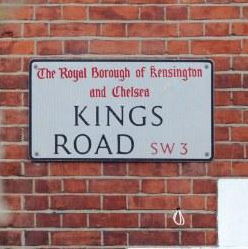 The Royal Borough of Kensington
and Chelsea
KINGS
ROAD SW3